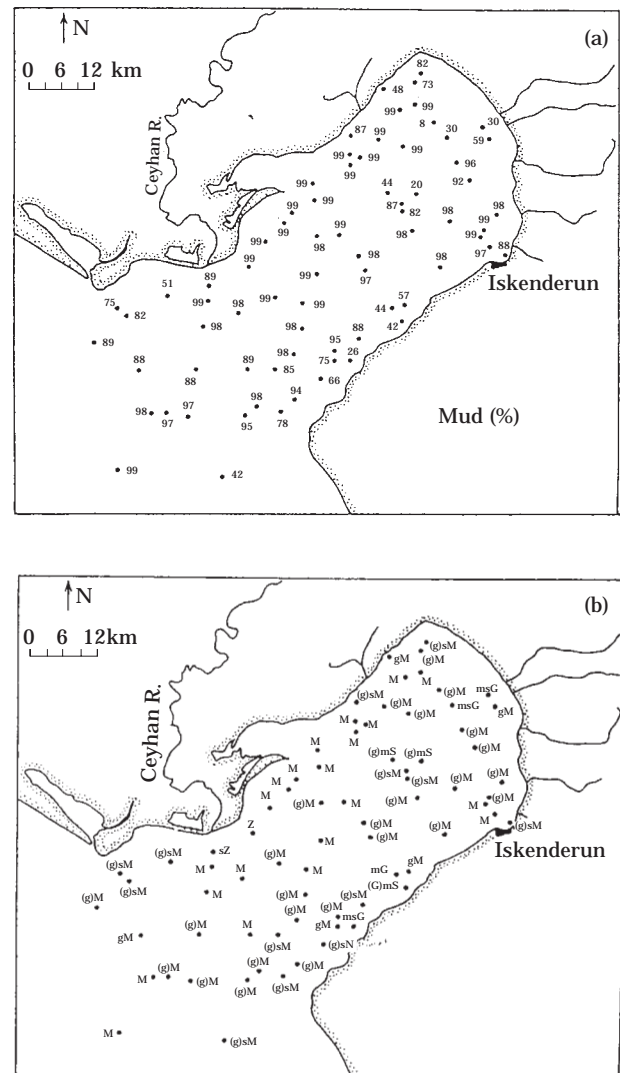 N
(a)
0 6 12 km
Ceyhan R.
82
73
48
99
99
8
30
30
87
99
59
99
99
99
96
92
99
44
20
99
99
87
82
98
98
99
99
99
98
99
98
97
88
99
98
97
98
Iskenderun
51
89
75
82
99
98
99
99
57
44
42
98
98
89
88
88
89
98
85
95
75
26
88
66
98
97
97
95
98
94
78
Mud (%)
99
42
N
(b)
0 6 12km
Ceyhan R.
(g)sM
gM
(g)M
M
M
(g)M
msG
(g)sM
(g)M
(g)M
msG
gM
M
M
M
(g)M
(g)M
M
M
(g)mS
(g)mS
M
M
(g)sM
(g)sM
(g)M
(g)M
M
(g)M
M
(g)M
(g)M
M
Z
M
(g)M
(g)M
(g)M
(g)sM
Iskenderun
(g)sM
sZ
(g)sM
(g)sM
M
M
(g)M
M
mG
gM
(G)mS
(g)M
M
(g)M
(g)sM
(g)M
(g)M
gM
msG
gM
(g)M
M
(g)sM
(g)sN
M
(g)M
(g)M
(g)M
(g)M
(g)sM
(g)M
M
(g)sM